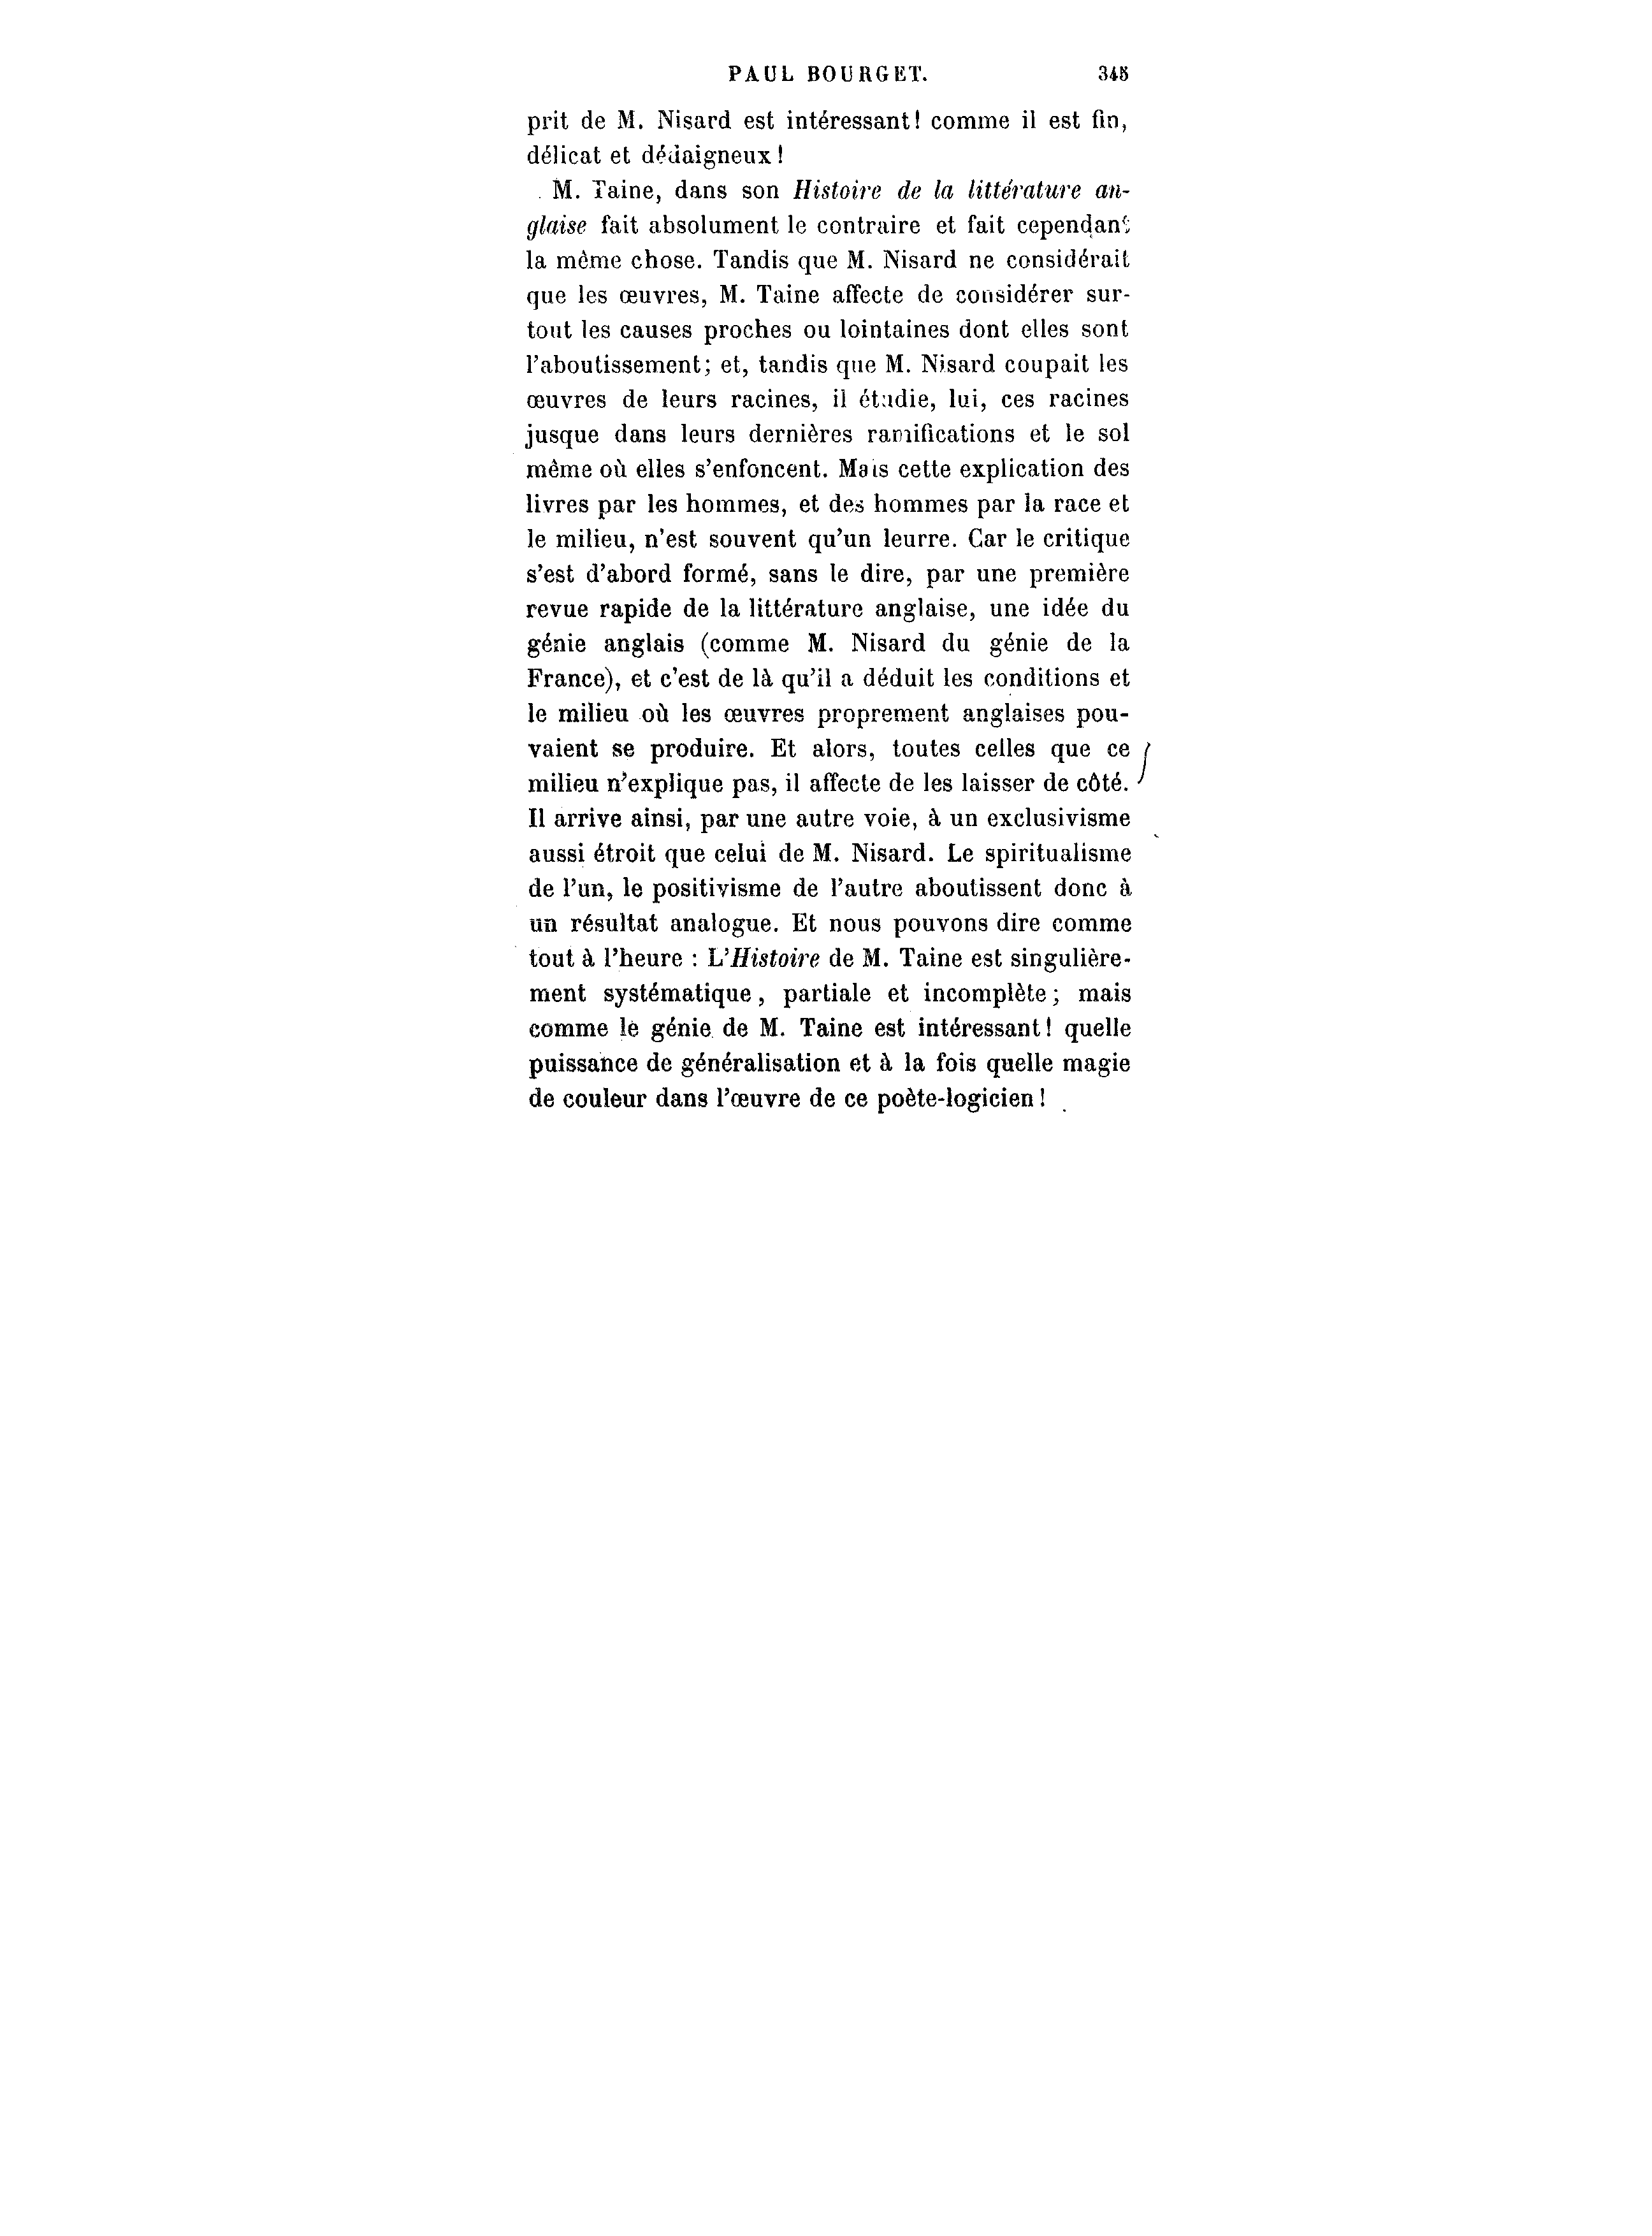 PAUL BOURGET. 345
prit de M. Nisard est intéressant! comme il est fin,
délicat et dédaigneux!
M. Taine, dans son Histoire de la littérature an-
glaise fait absolument le contraire et fait cependant
la même chose. Tandis que M. Nisard ne considérait
que les œuvres, M. Taine affecte de considérer sur-
tout les causes proches ou lointaines dont elles sont
l'aboutissement; et, tandis que M. Nisard coupait les
œuvres de leurs racines, il étudie, lui, ces racines
jusque dans leurs dernières ramifications et le sol
même où elles s'enfoncent. Mais cette explication des
livres par les hommes, et des hommes par la race et
le milieu, n'est souvent qu'un leurre. Car le critique
s'est d'abord formé, sans le dire, par une première
revue rapide de la littérature anglaise, une idée du
génie anglais (comme M. Nisard du génie de la
France), et c'est de là qu'il a déduit les conditions et
le milieu où les œuvres proprement anglaises pou-
vaient se produire. Et alors, toutes celles que ce
milieu n'explique pas, il affecte de les laisser de côté.
Il arrive ainsi, par une autre voie, à un exclusivisme
aussi étroit que celui de M. Nisard. Le spiritualisme
de l'un, le positivisme de l'autre aboutissent donc à
un résultat analogue. Et nous pouvons dire comme
tout à l'heure : L'Histoire de M. Taine est singulière-
ment systématique, partiale et incomplète; mais
comme le génie de M. Taine est intéressant! quelle
puissance de généralisation et à la fois quelle magie
de couleur dans l'œuvre de ce poète-logicien!